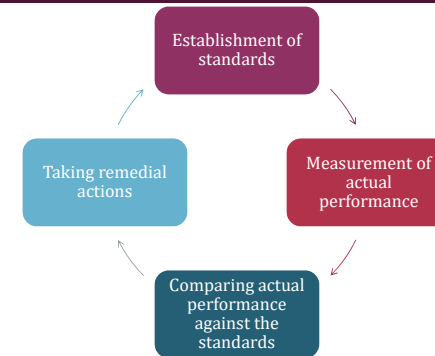 Establishment of
standards
Measurement of
actual
performance
Comparing actual
performance
against the
standards
Taking remedial
actions